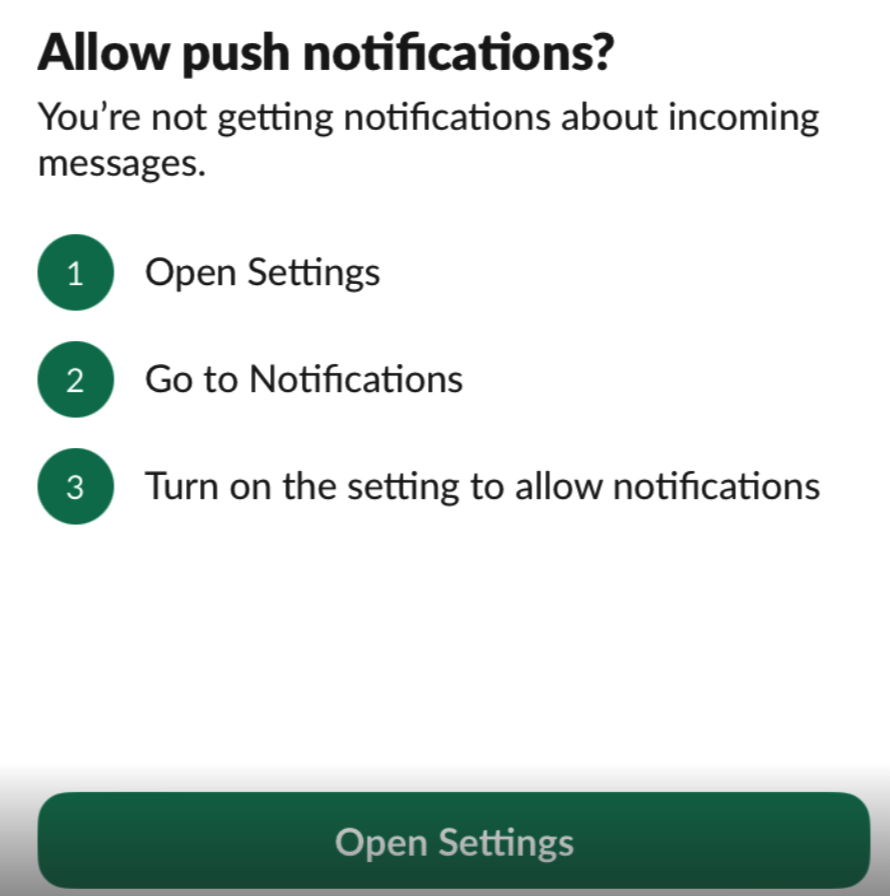 Allow push notifications?
You’re not getting notifications about incoming
messages.
1 Open Settings
2 Go to Notifications
3 Turn on the setting to allow notifications
Open Settings